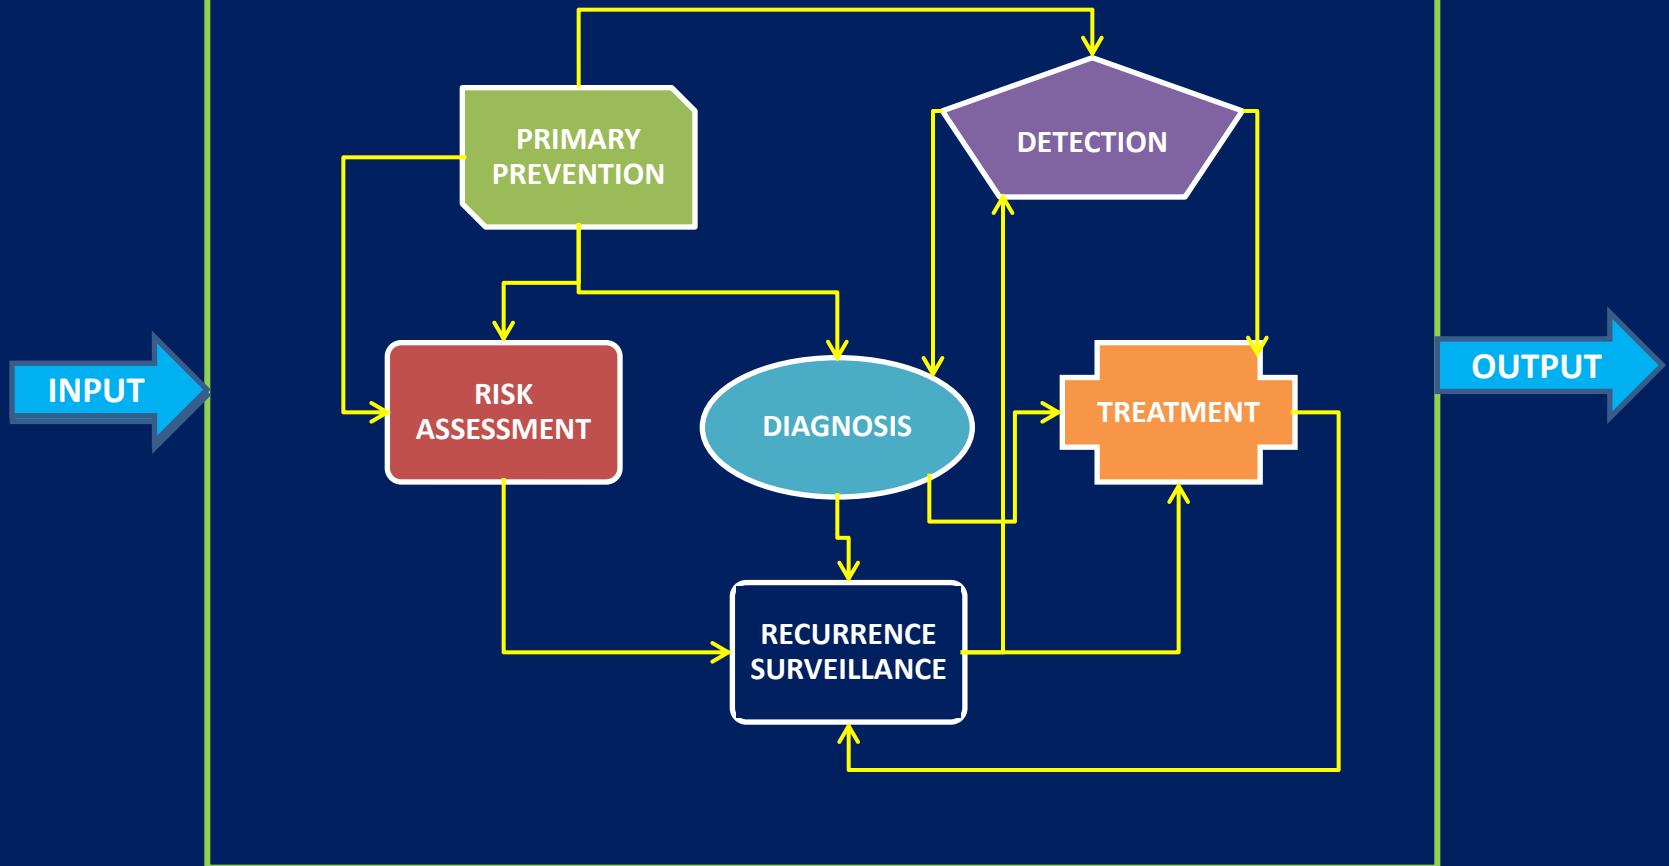 PRIMARY
PREVENTION
DETECTION
INPUT
RISK
ASSESSMENT
DIAGNOSIS
TREATMENT
OUTPUT
RECURRENCE
SURVEILLANCE